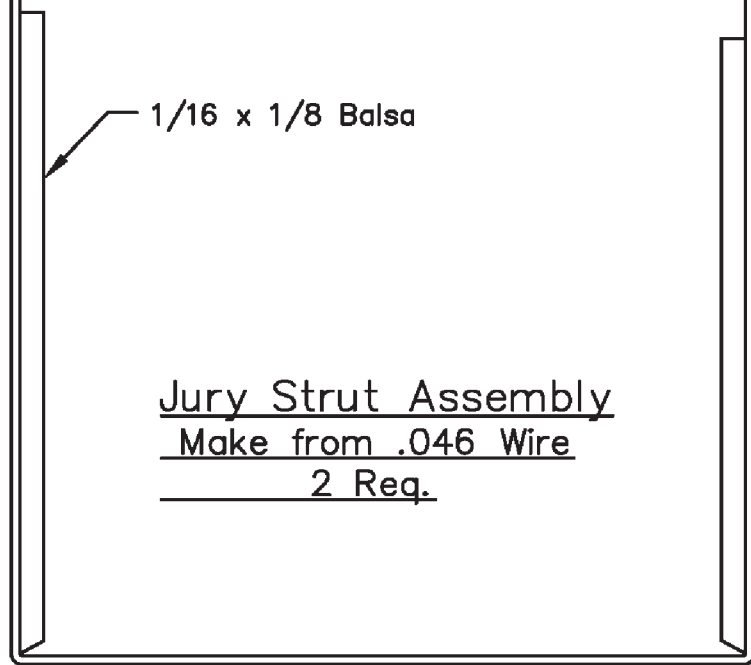 1/16 x 1/8 Balsa
Jury Strut Assembly
Make from .046 Wire
2 Req.